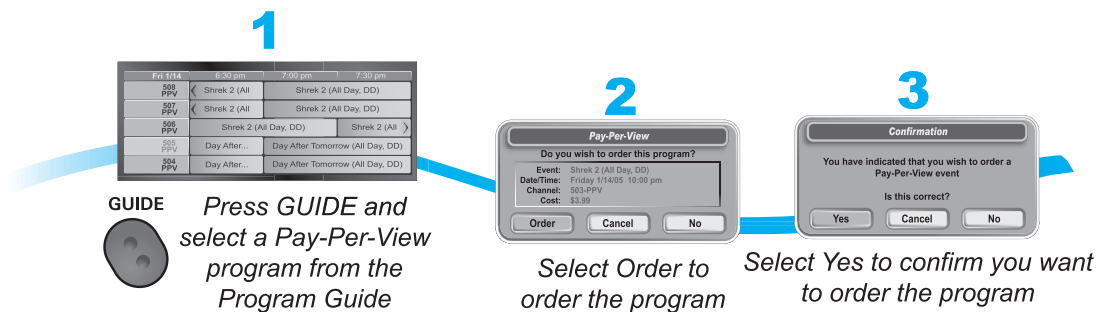 1
Fri 1/14 6:30 pm 7:00 pm 7:30 pm
508 PPV Shrek 2 (All Shrek 2 (All Day, DD)
507 PPV Shrek 2 (All Shrek 2 (All Day, DD)
506 PPV Shrek 2 (All Day, DD) Shrek 2 (All
505 PPV Day After... Day After Tomorrow (All Day, DD)
504 PPV Day After... Day After Tomorrow (All Day, DD)
GUIDE
Press GUIDE and
select a Pay-Per-View
program from the
Program Guide
2
Pay-Per-View
Do you wish to order this program?
Event: Shrek 2 (All Day, DD)
Date/Time: Friday 1/14/05 10:00 pm
Channel: 503-PPV
Cost: $3.99
Order Cancel No
Select Order to
order the program
3
Confirmation
You have indicated that you wish to order a
Pay-Per-View event
Is this correct?
Yes Cancel No
Select Yes to confirm you want
to order the program